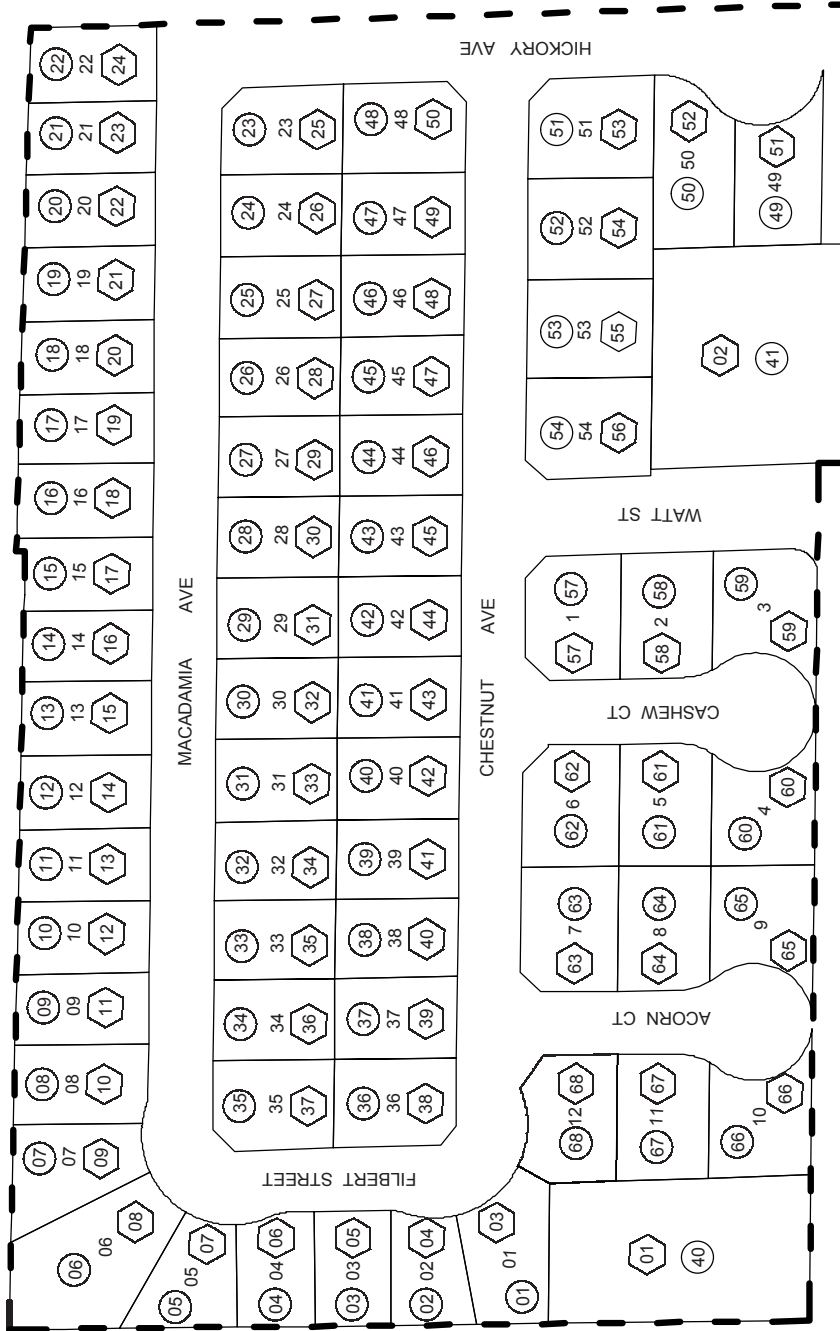 22 22 24
21 21 23
20 20 22
19 19 21
18 18 20
17 17 19
16 16 18
15 15 17
14 14 16
13 13 15
12 12 14
11 11 13
10 10 12
09 09 11
08 08 10
07 07 09
06 06 08
05 05 07
04 04 06
03 03 05
02 02 04
01 01 03
MACADAMIA AVE
23 23 25
24 24 26
25 25 27
26 26 28
27 27 29
28 28 30
29 29 31
30 30 32
31 31 33
32 32 34
33 33 35
34 34 36
35 35 37
48 48 50
47 47 49
46 46 48
45 45 47
44 44 46
43 43 45
42 42 44
41 41 43
40 40 42
39 39 41
38 38 40
37 37 39
36 36 38
FILBERT STREET
CHESTNUT AVE
HICKORY AVE
51 51 53
52 52 54
53 53 55
54 54 56
50 50 52
49 49 51
02 41
WATT ST
57 1 57
58 2 58
59 3 59
CASHEW CT
62 6 62
61 5 61
60 4 60
63 7 63
64 8 64
65 9 65
ACORN CT
68 12 68
67 11 67
66 10 66
01 40